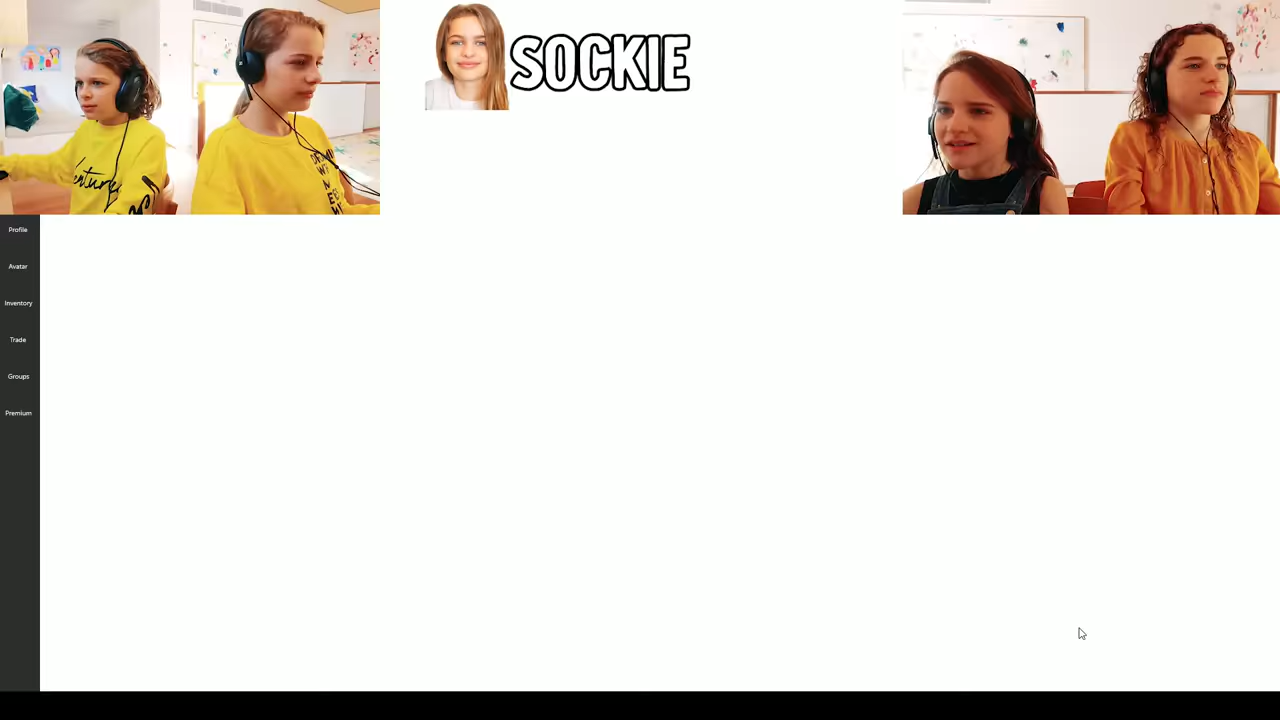 SOCKIE
Profile
Avatar
Inventory
Trade
Groups
Premium